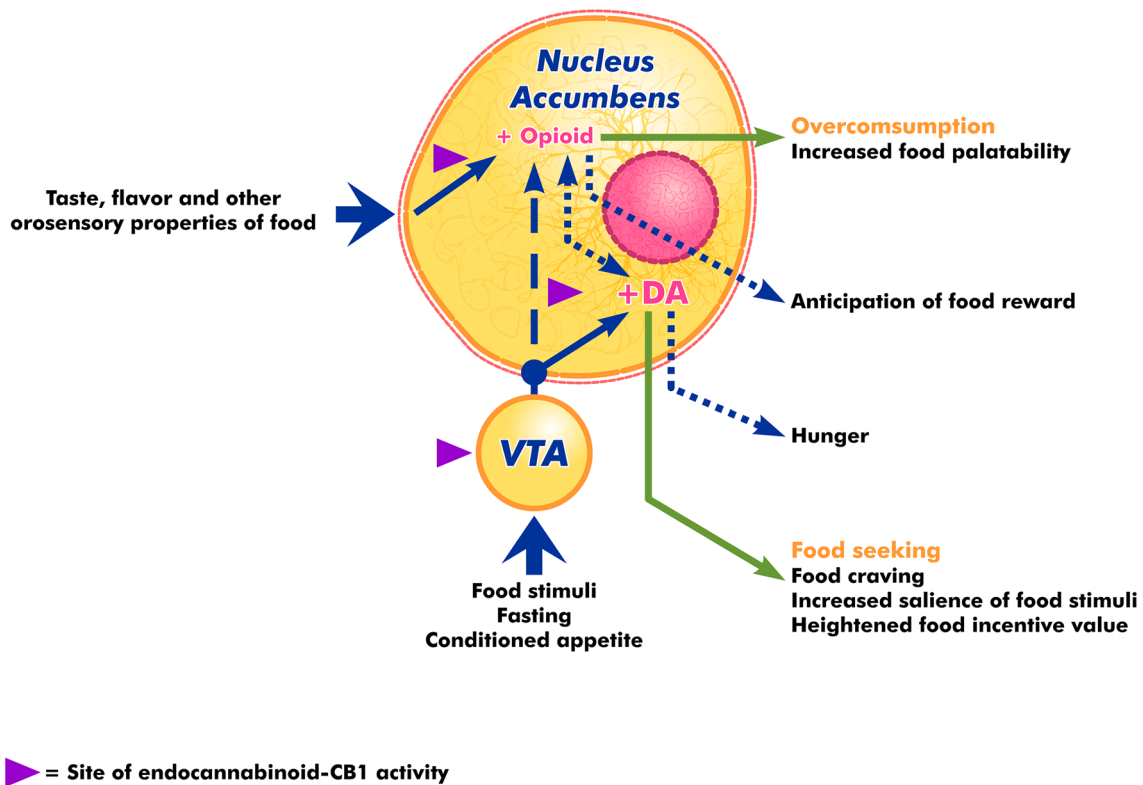 Nucleus
Accumbens
+ Opioid
Overcomsumption
Increased food palatability
Taste, flavor and other
orosensory properties of food
+DA
Anticipation of food reward
Hunger
VTA
Food stimuli
Fasting
Conditioned appetite
Food seeking
Food craving
Increased salience of food stimuli
Heightened food incentive value
= Site of endocannabinoid-CB1 activity